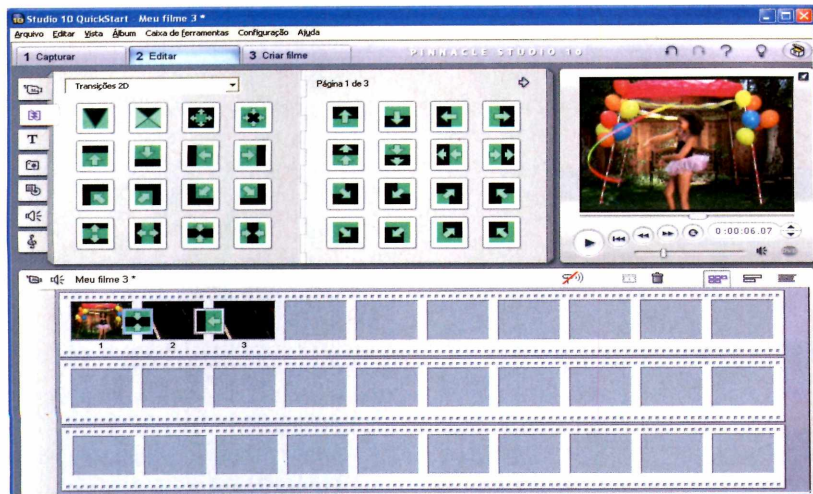 Studio 10 QuickStart - Meu filme 3 *
Arquivo Editar Vista Álbum Caixa de ferramentas Configuração Ajuda
1 Capturar
2 Editar
3 Criar filme
PINNACLE STUDIO 10
Transições 2D
Página 1 de 3
T
0:00:06.07
Meu filme 3 *
1
2
3